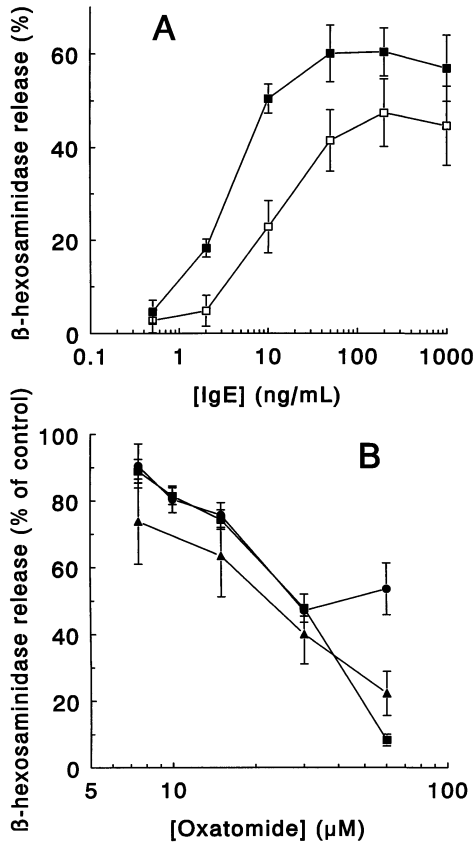 A
ß-hexosaminidase release (%)
60
40
20
0
0.1 1 10 100 1000
[IgE] (ng/mL)
B
ß-hexosaminidase release (% of control)
100
80
60
40
20
0
5 10 100
[Oxatomide] (µM)